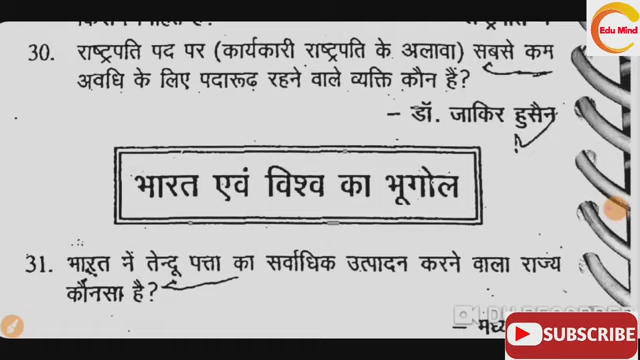 Edu Mind
30. राष्ट्रपति पद पर (कार्यकारी राष्ट्रपति के अलावा) सबसे कम
अवधि के लिए पदारूढ़ रहने वाले व्यक्ति कौन हैं?
– डॉ. जाकिर हुसैन
भारत एवं विश्व का भूगोल
31. भारत में तेन्दू पत्ता का सर्वाधिक उत्पादन करने वाला राज्य
कौनसा है?
SUBSCRIBE